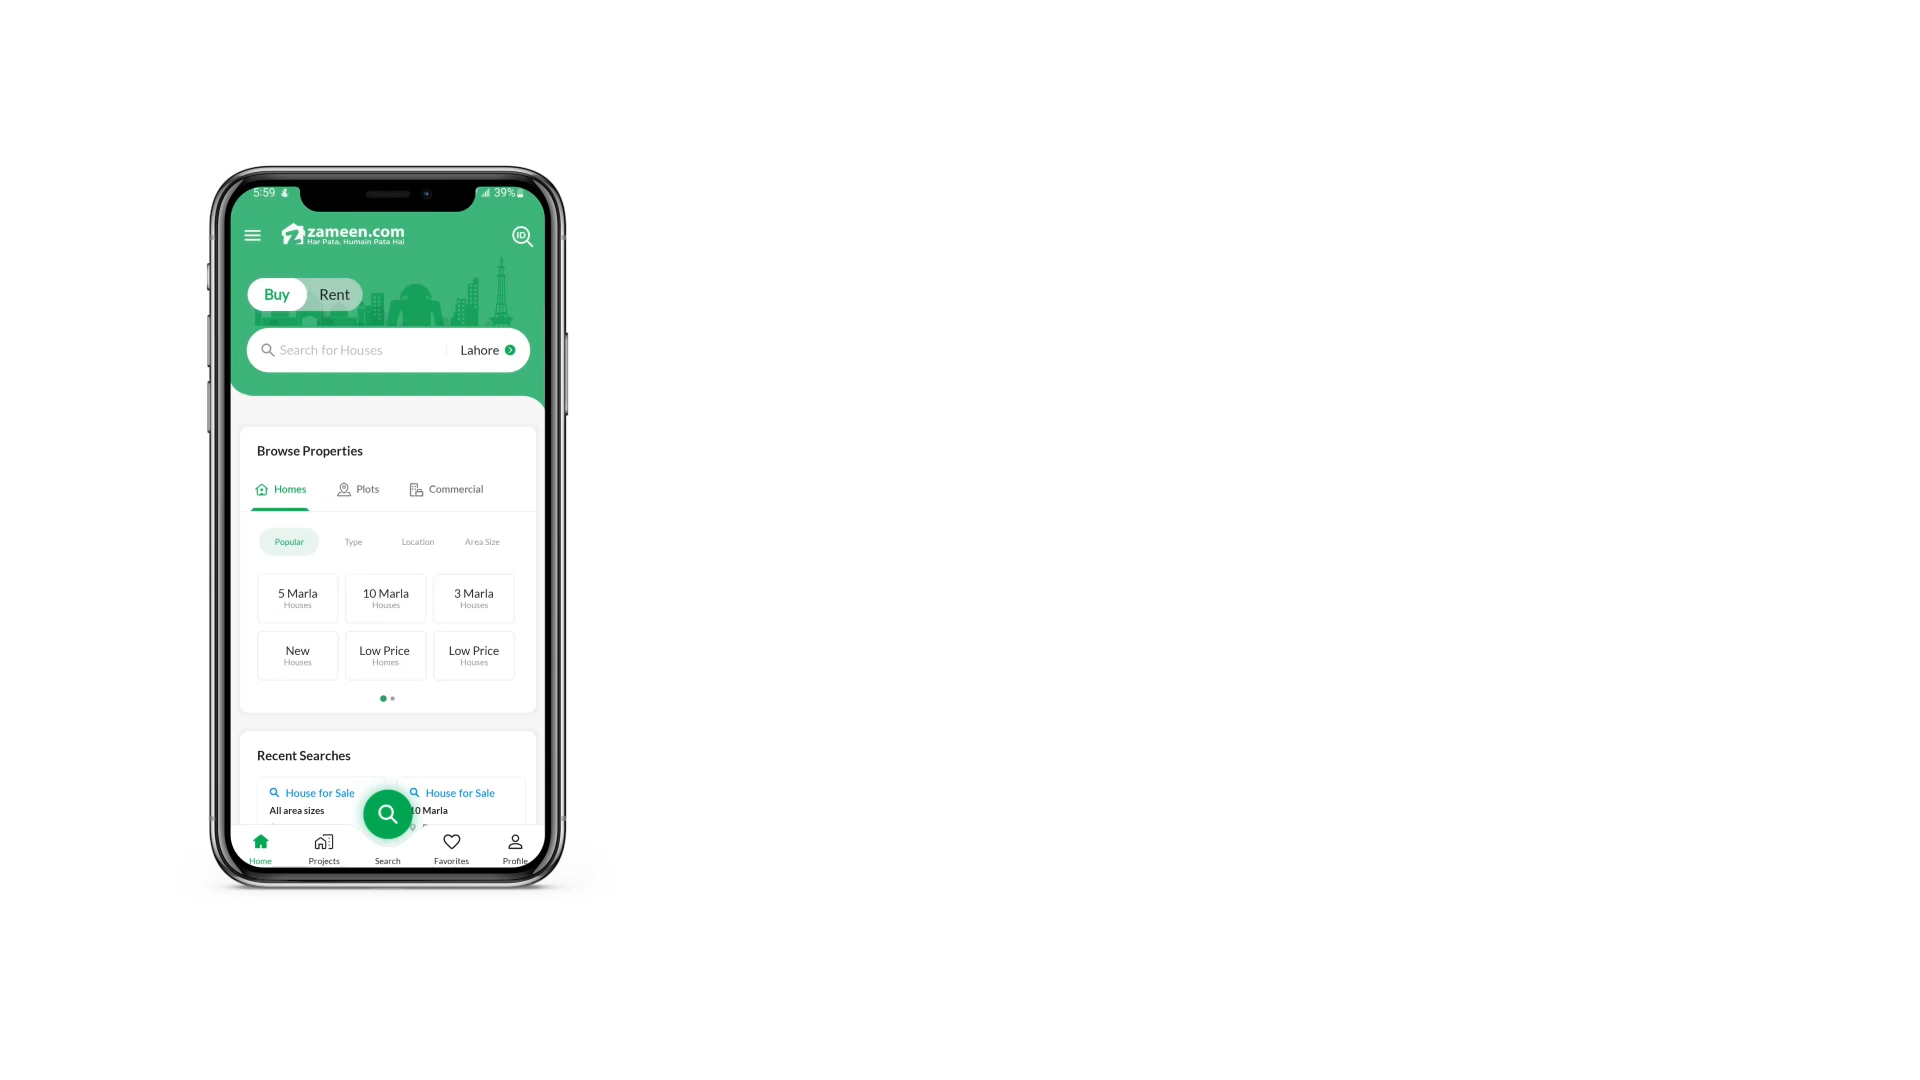 5:59
39%
zameen.com
Har Pata, Humain Pata Hai
ID
Buy Rent
Search for Houses Lahore
Browse Properties
Homes Plots Commercial
Popular Type Location Area Size
5 Marla 10 Marla 3 Marla
Houses Houses Houses
New Low Price Low Price
Houses Homes Houses
Recent Searches
House for Sale House for Sale
All area sizes 10 Marla
Home Projects Search Favorites Profile